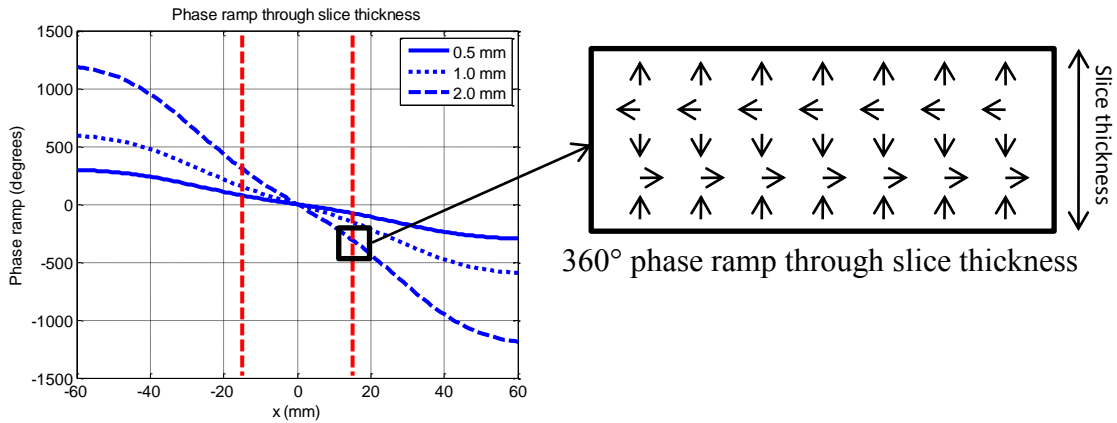 Phase ramp through slice thickness
1500
1000
500
0
-500
-1000
-1500
Phase ramp (degrees)
-60
-40
-20
0
20
40
60
x (mm)
0.5 mm
1.0 mm
2.0 mm
Slice thickness
360° phase ramp through slice thickness